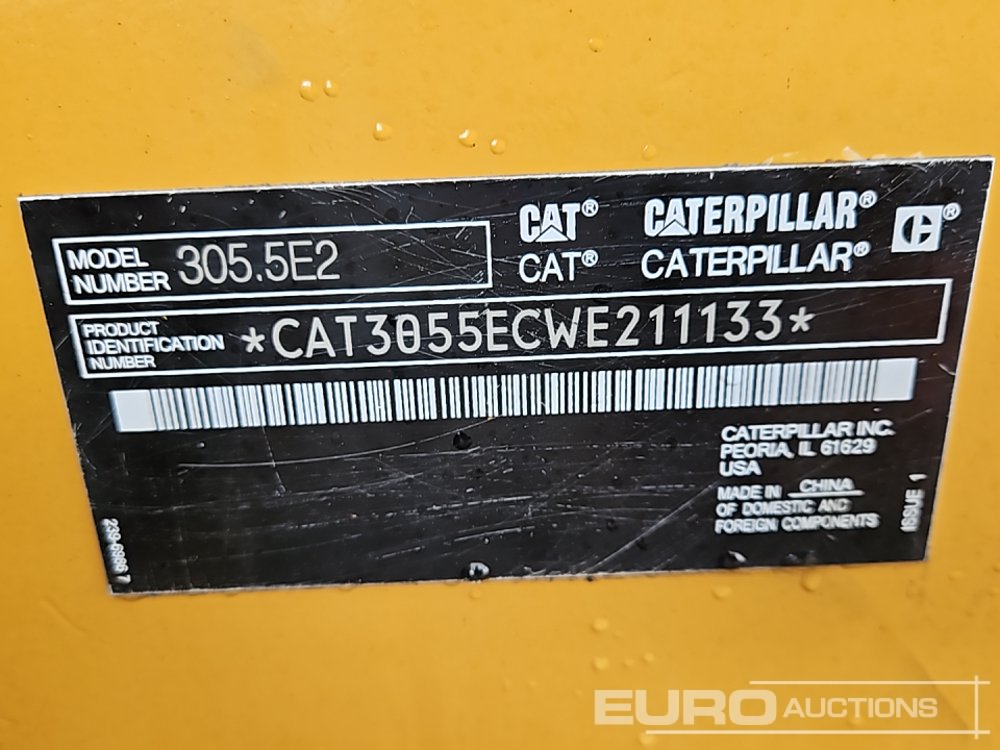 MODEL NUMBER 305.5E2
CAT® CATERPILLAR® C®
CAT® CATERPILLAR®
PRODUCT IDENTIFICATION NUMBER *CAT3055ECWE211133*
CATERPILLAR INC.
PEORIA, IL 61629
USA
MADE IN CHINA
OF DOMESTIC AND
FOREIGN COMPONENTS
ISSUE 1
EURO AUCTIONS